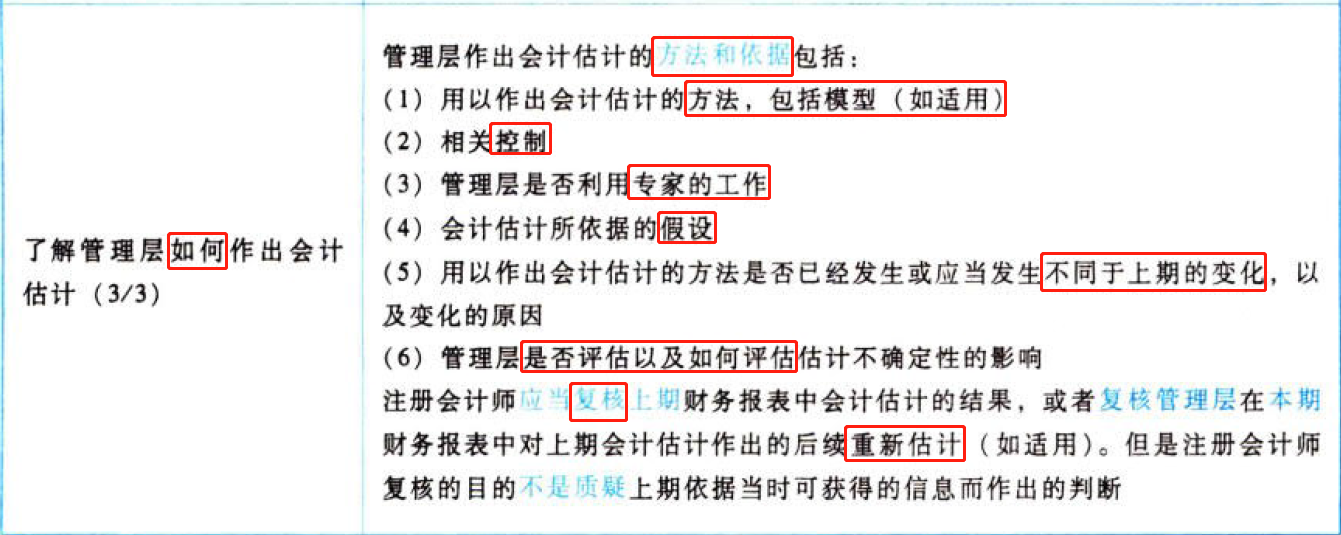 了解管理层如何作出会计
估计（3/3）
管理层作出会计估计的方法和依据包括：
（1）用以作出会计估计的方法，包括模型（如适用）
（2）相关控制
（3）管理层是否利用专家的工作
（4）会计估计所依据的假设
（5）用以作出会计估计的方法是否已经发生或应当发生不同于上期的变化，以
及变化的原因
（6）管理层是否评估以及如何评估估计不确定性的影响
注册会计师应当复核上期财务报表中会计估计的结果，或者复核管理层在本期
财务报表中对上期会计估计作出的后续重新估计（如适用）。但是注册会计师
复核的目的不是质疑上期依据当时可获得的信息而作出的判断